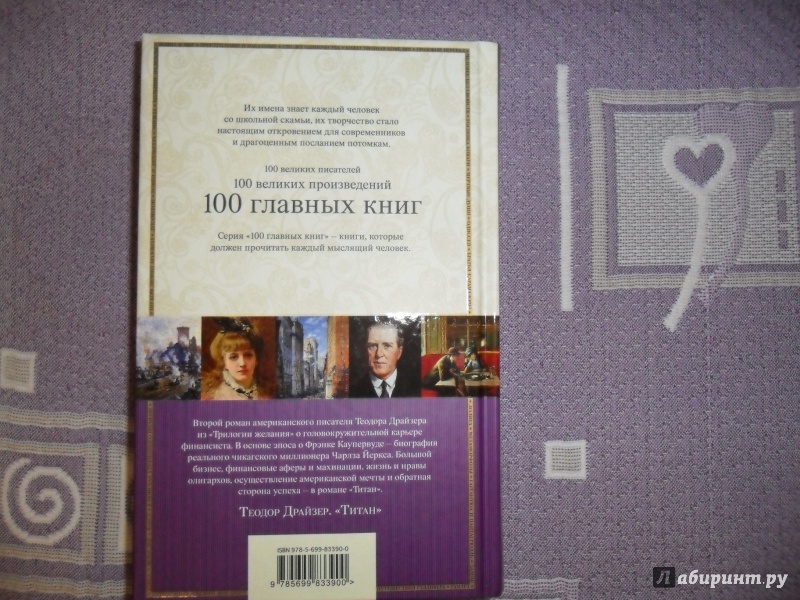 Их имена знает каждый человек
со школьной скамьи, их творчество стало
настоящим откровением для современников
и драгоценным посланием потомкам.
100 великих писателей
100 великих произведений
100 главных книг
Серия «100 главных книг» – книги, которые
должен прочитать каждый мыслящий человек.
Второй роман американского писателя Теодора Драйзера
из «Трилогии желания» о головокружительной карьере
финансиста. В основе эпоса о Фрэнке Каупервуде – биография
реального чикагского миллионера Чарлза Йеркса. Большой
бизнес, финансовые аферы и махинации, жизнь и нравы
олигархов, осуществление американской мечты и обратная
сторона успеха – в романе «Титан».
Теодор Драйзер. «Титан»
ISBN 978-5-699-83390-0
9 785699 833900>
Лабиринт.ру